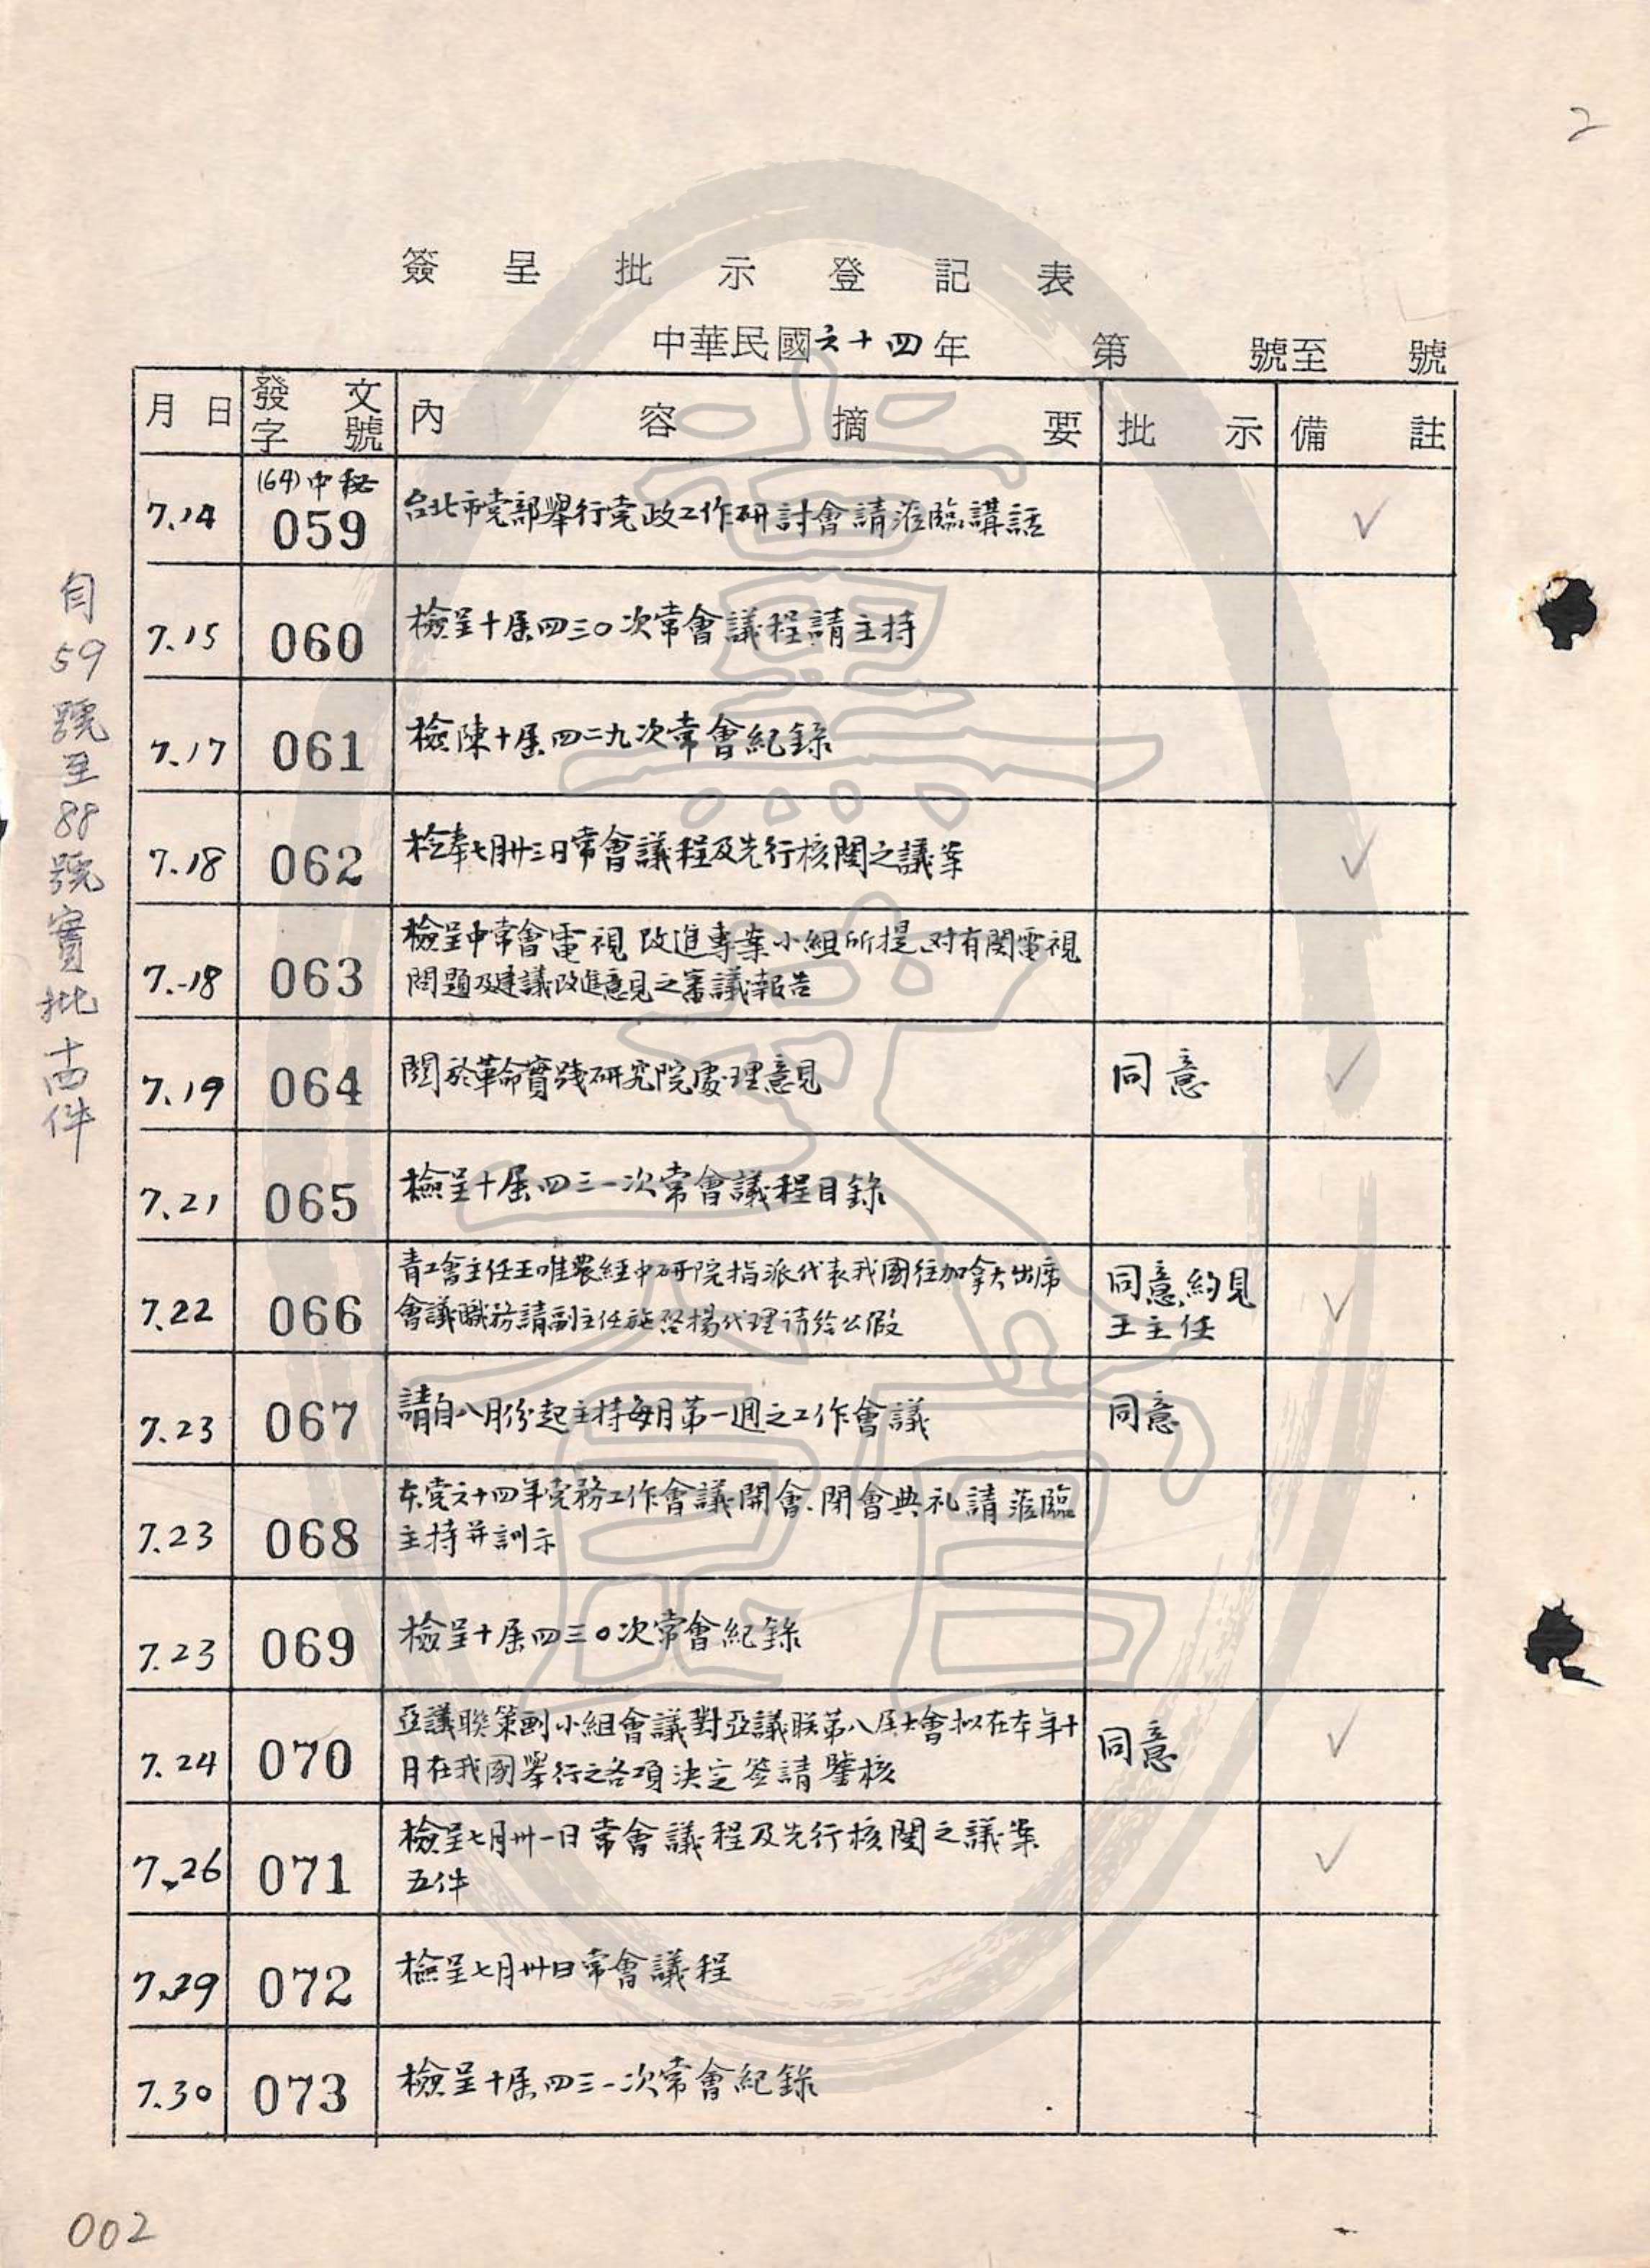 2
簽呈批示登記表
中華民國六十四年 第 號至 號
月日 發文字號 內容摘要 批示 備註
7.14 (64)中秘 059 台北市党部舉行党政工作研討會請蒞臨講話 ✓
7.15 060 檢呈十屆四三〇次常會議程請主持
7.17 061 檢陳十屆四二九次常會紀錄
7.18 062 检奉七月卅三日常會議程及先行核閱之議案 ✓
7.18 063 檢呈中常會電視改進專案小組所提、对有関電視
問題及建議改進意見之審議報告
7.19 064 関於革命實踐研究院處理意見 同意 ✓
7.21 065 檢呈十屆四三一次常會議程目錄
7.22 066 青工會主任王唯農經中研院指派代表我國往加拿大出席 同意、約見
會議職務請副主任施啓揚代理请给公假 王主任 ✓
7.23 067 請自八月份起主持每月第一週之工作會議 同意
7.23 068 本党六十四年党務工作會議開會、閉會典礼請蒞臨
主持并訓示
7.23 069 檢呈十屆四三〇次常會紀錄
7.24 070 亞議聯策劃小組會議對亞議联第八屆大會拟在本年十 同意 ✓
月在我國舉行之各項決定签請鑒核
7.26 071 檢呈七月卅一日常會議程及先行核閱之議案 ✓
五件
7.29 072 檢呈七月卅日常會議程
7.30 073 檢呈十屆四三一次常會紀錄
自59號至88號實批十四件
002